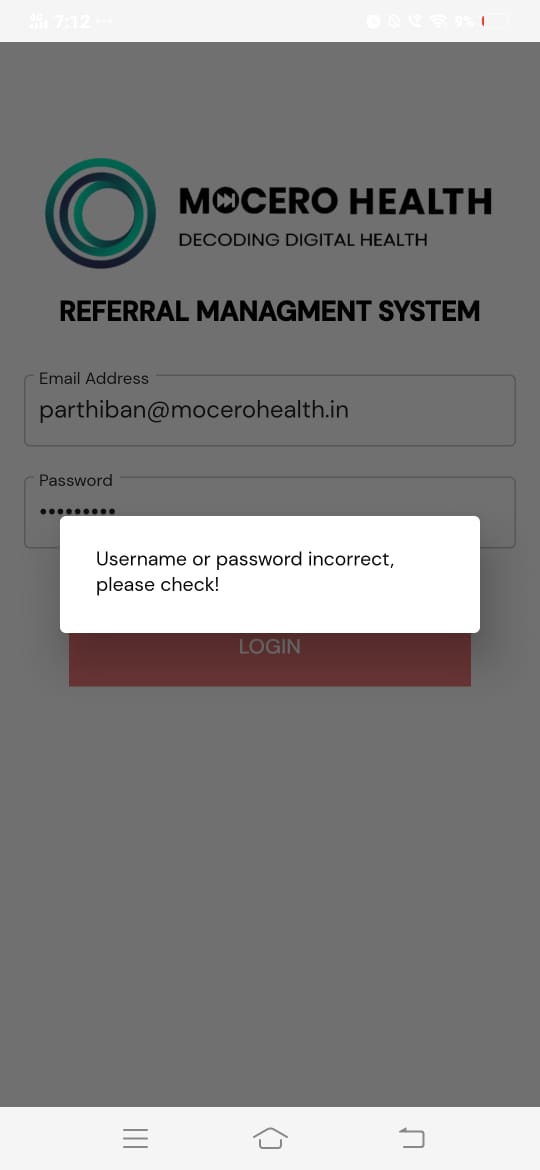 4G 7:12 ···
9%
MOCERO HEALTH
DECODING DIGITAL HEALTH
REFERRAL MANAGMENT SYSTEM
Email Address
parthiban@mocerohealth.in
Password
•••••••••
Username or password incorrect,
please check!
LOGIN